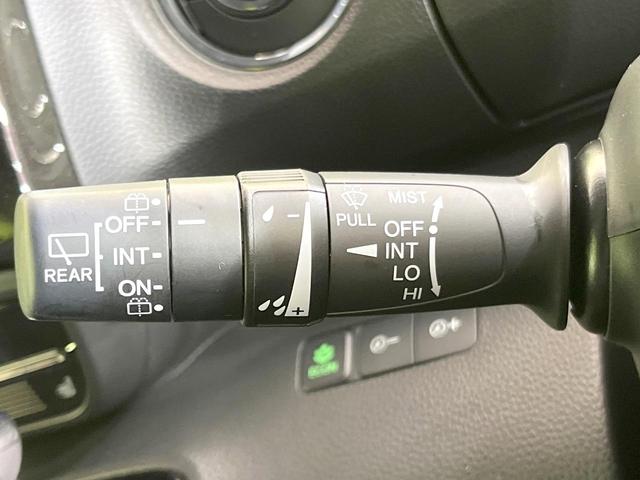 REAR
OFF
INT
ON
PULL
MIST
OFF
INT
LO
HI
ECON